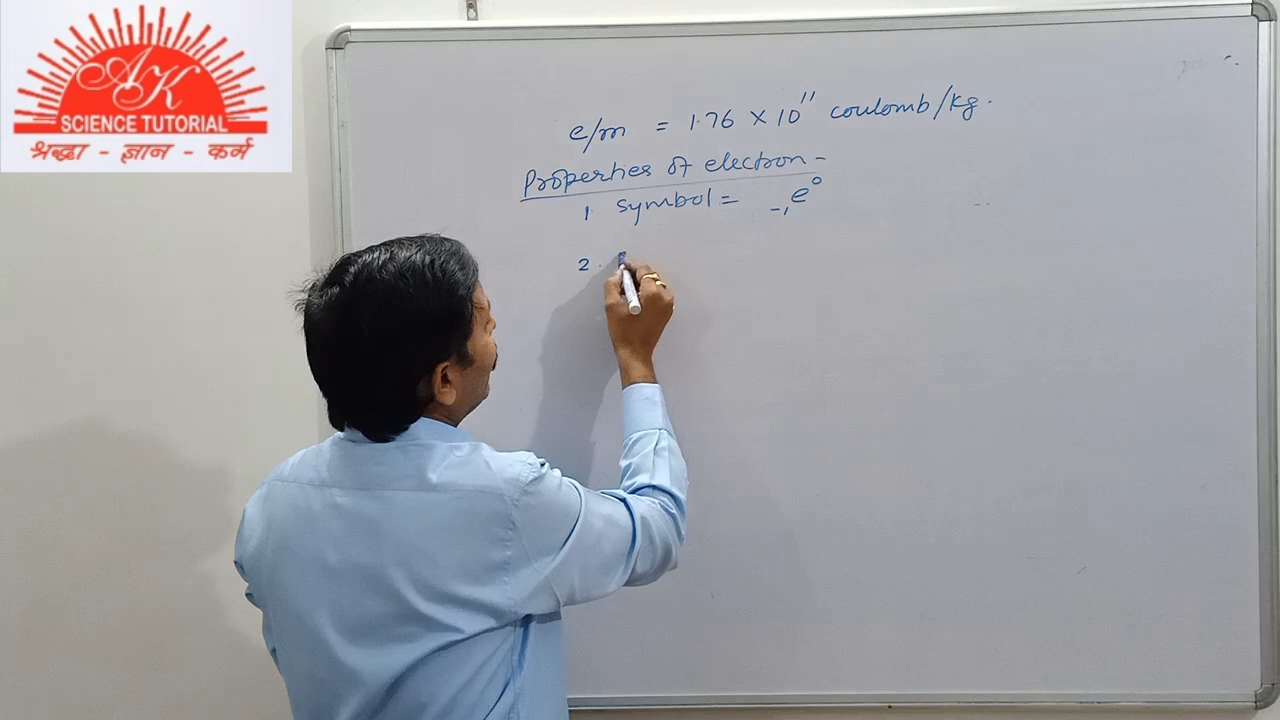 AK
SCIENCE TUTORIAL
श्रद्धा - ज्ञान - कर्म
e/m = 1.76 × 10¹¹ coulomb/kg.
Properties of electron -
1 symbol = ₋₁e⁰
2.